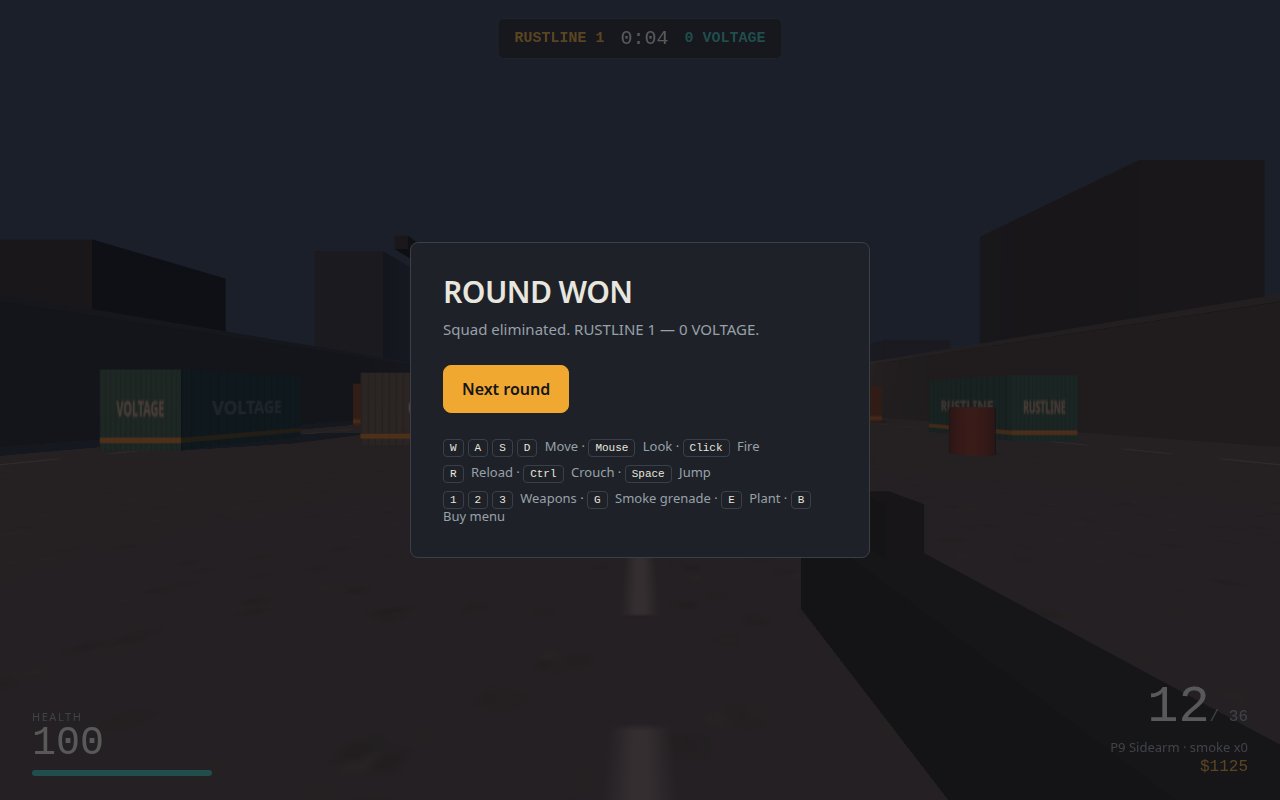 RUSTLINE 1 0:04 0 VOLTAGE
ROUND WON
Squad eliminated. RUSTLINE 1 — 0 VOLTAGE.
Next round
VOLTAGE VOLTAGE
RUSTLINE RUSTLINE
W A S D Move · Mouse Look · Click Fire
R Reload · Ctrl Crouch · Space Jump
1 2 3 Weapons · G Smoke grenade · E Plant · B
Buy menu
HEALTH
100
12 / 36
P9 Sidearm · smoke x0
$1125